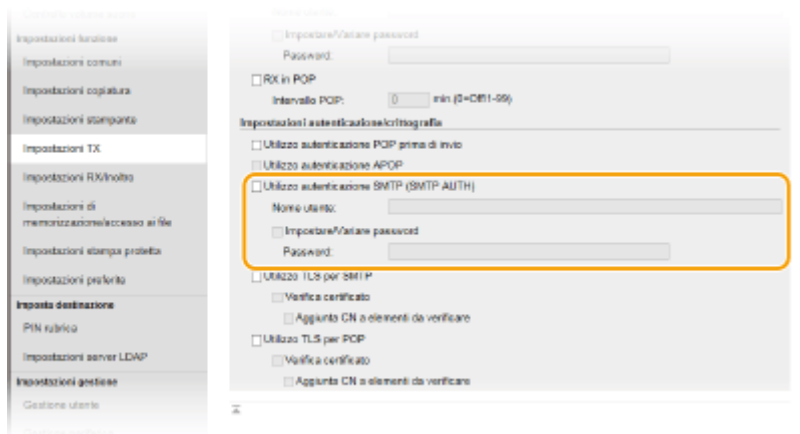 Impostazioni funzione
Impostazioni comuni
Impostazioni copiatura
Impostazioni stampante
Impostazioni TX
Impostazioni RX/Inoltro
Impostazioni di
memorizzazione/accesso ai file
Impostazioni stampa protetta
Impostazioni preferite
Imposta destinazione
PIN rubrica
Impostazioni server LDAP
Impostazioni gestione
Gestione utente
Impostare/Variare password
Password:
RX in POP
Intervallo POP: 0 min.(0=Off/1-99)
Impostazioni autenticazione/crittografia
Utilizzo autenticazione POP prima di invio
Utilizzo autenticazione APOP
Utilizzo autenticazione SMTP (SMTP AUTH)
Nome utente:
Impostare/Variare password
Password:
Utilizzo TLS per SMTP
Verifica certificato
Aggiunta CN a elementi da verificare
Utilizzo TLS per POP
Verifica certificato
Aggiunta CN a elementi da verificare